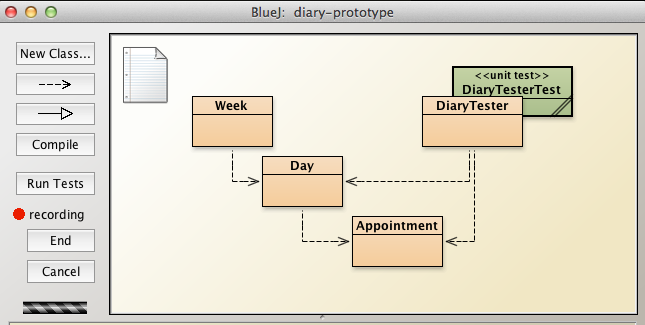 BlueJ: diary-prototype
New Class...
Compile
Run Tests
recording
End
Cancel
<<unit test>>
DiaryTesterTest
Week
DiaryTester
Day
Appointment